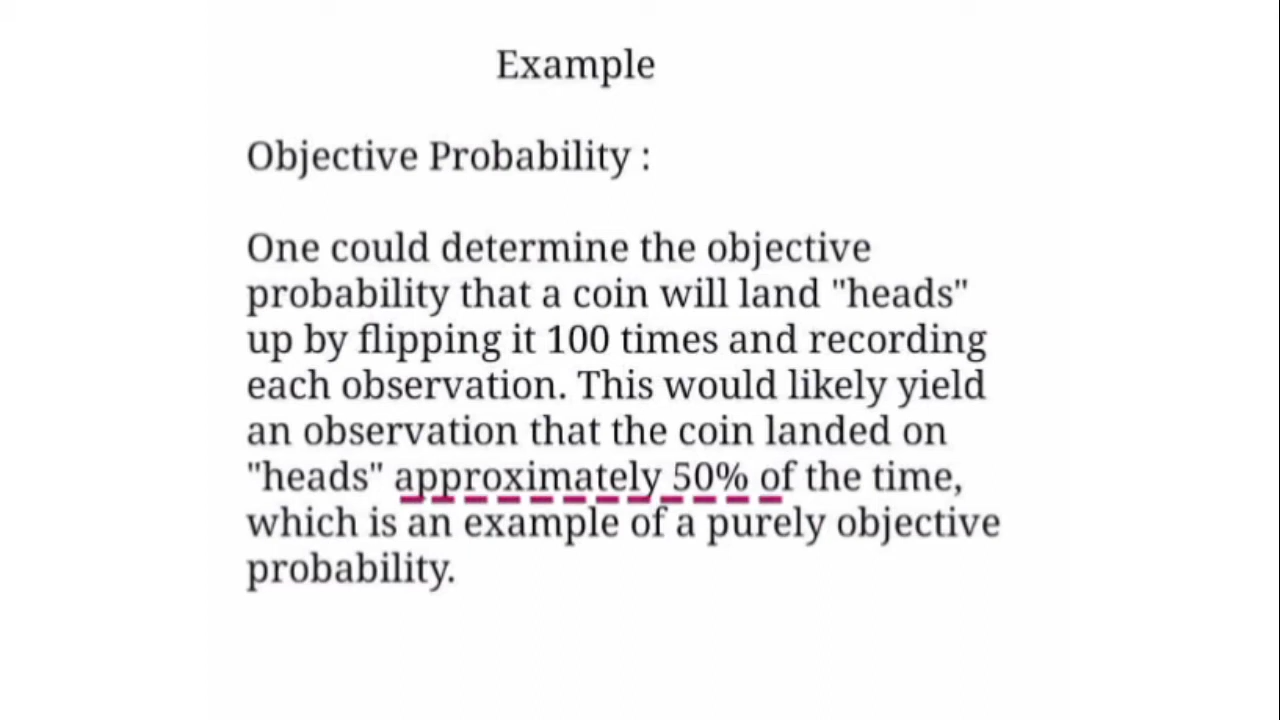 Example
Objective Probability :
One could determine the objective
probability that a coin will land "heads"
up by flipping it 100 times and recording
each observation. This would likely yield
an observation that the coin landed on
"heads" approximately 50% of the time,
which is an example of a purely objective
probability.